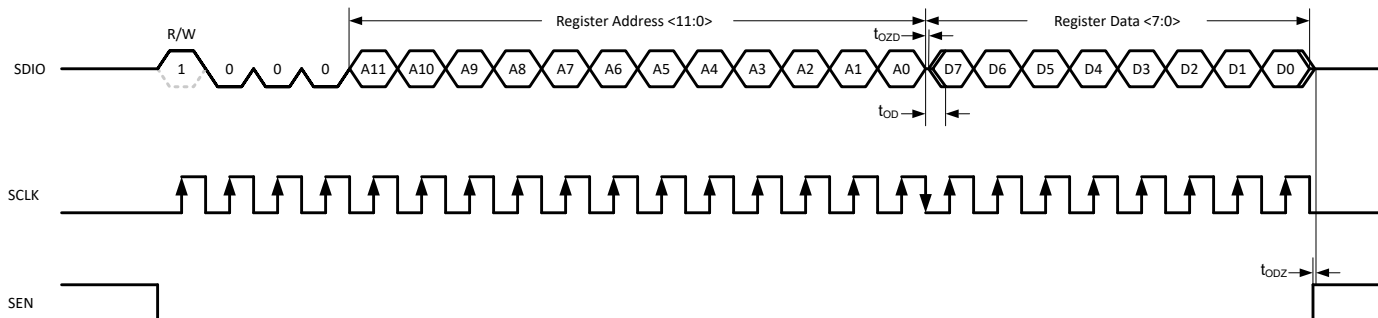 Register Address <11:0> Register Data <7:0>
R/W
tOZD
SDIO 1 0 0 0 A11 A10 A9 A8 A7 A6 A5 A4 A3 A2 A1 A0 D7 D6 D5 D4 D3 D2 D1 D0
tOD
SCLK
tODZ
SEN